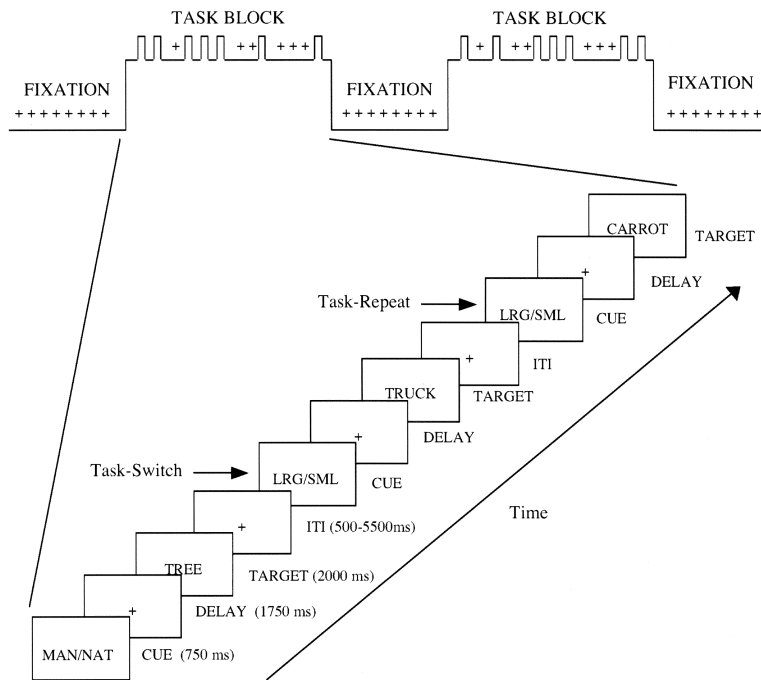 TASK BLOCK TASK BLOCK
+ ++ +++ + ++ +++
FIXATION FIXATION FIXATION
++++++++ ++++++++ ++++++++
CARROT TARGET
+ DELAY
Task-Repeat LRG/SML CUE
+ ITI
TRUCK TARGET
+ DELAY
Task-Switch LRG/SML CUE
Time
+ ITI (500-5500ms)
TREE TARGET (2000 ms)
+ DELAY (1750 ms)
MAN/NAT CUE (750 ms)